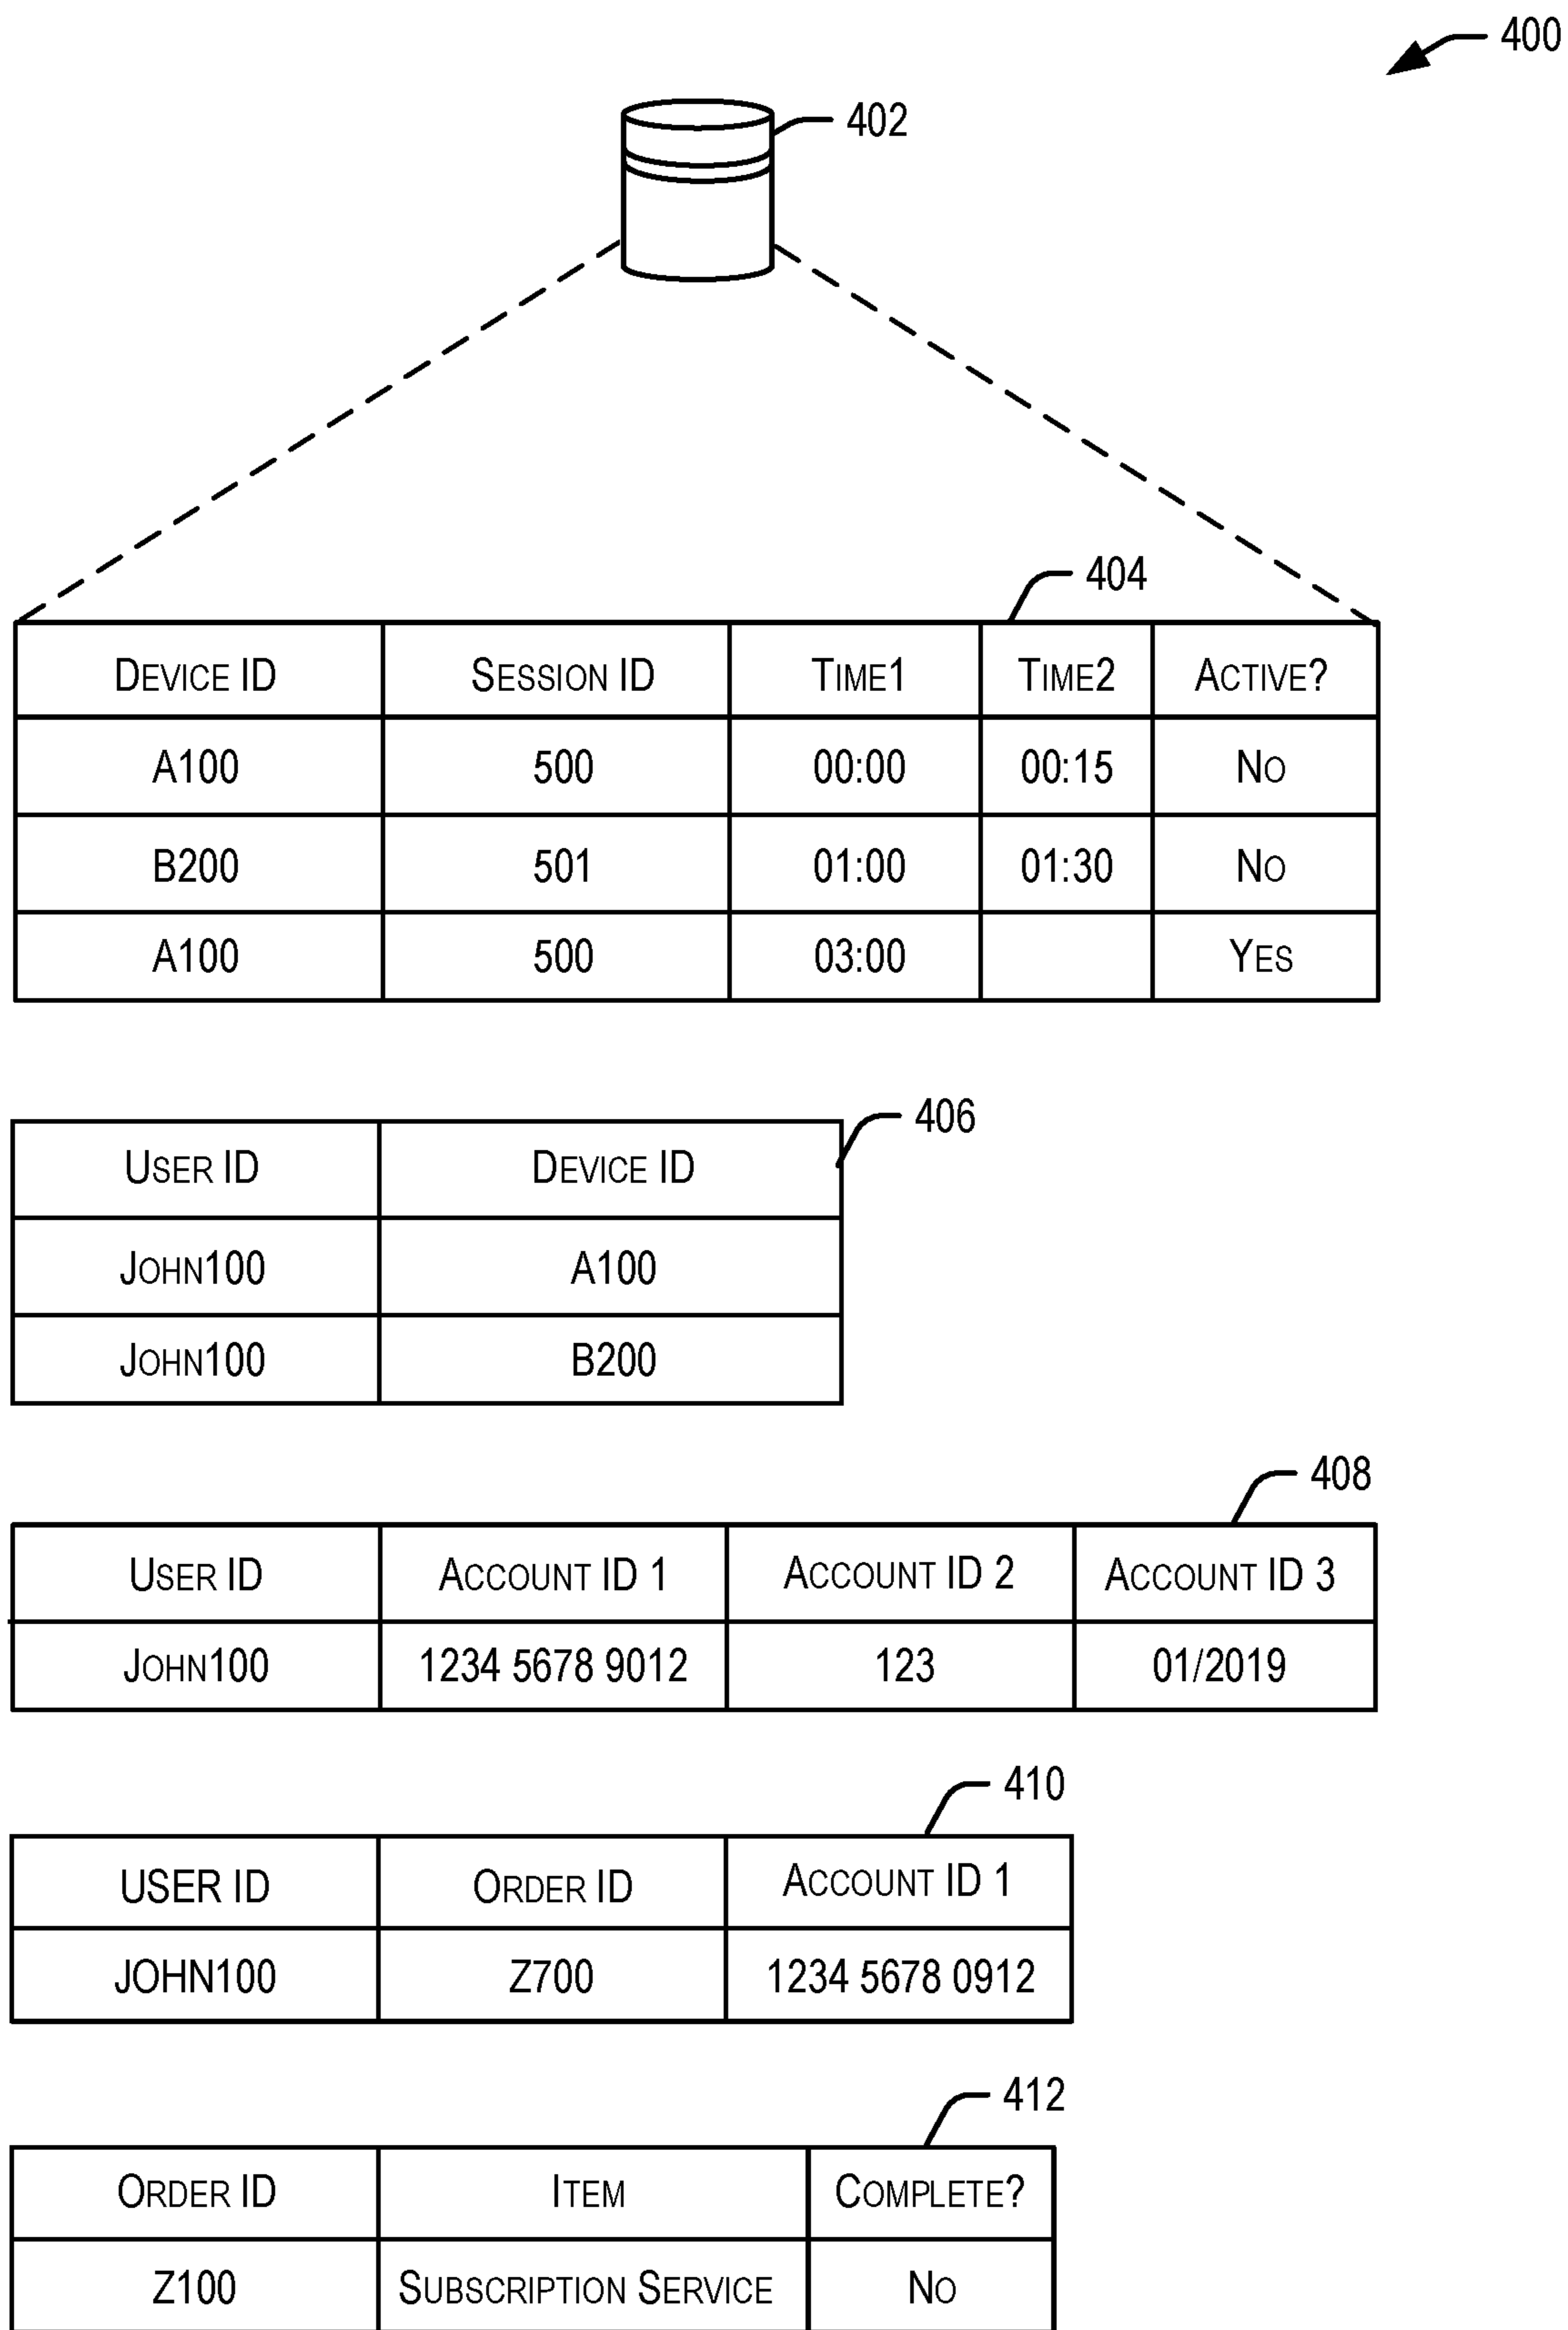 400
402
404
DEVICE ID SESSION ID TIME1 TIME2 ACTIVE?
A100 500 00:00 00:15 NO
B200 501 01:00 01:30 NO
A100 500 03:00 YES
406
USER ID DEVICE ID
JOHN100 A100
JOHN100 B200
408
USER ID ACCOUNT ID 1 ACCOUNT ID 2 ACCOUNT ID 3
JOHN100 1234 5678 9012 123 01/2019
410
USER ID ORDER ID ACCOUNT ID 1
JOHN100 Z700 1234 5678 0912
412
ORDER ID ITEM COMPLETE?
Z100 SUBSCRIPTION SERVICE NO